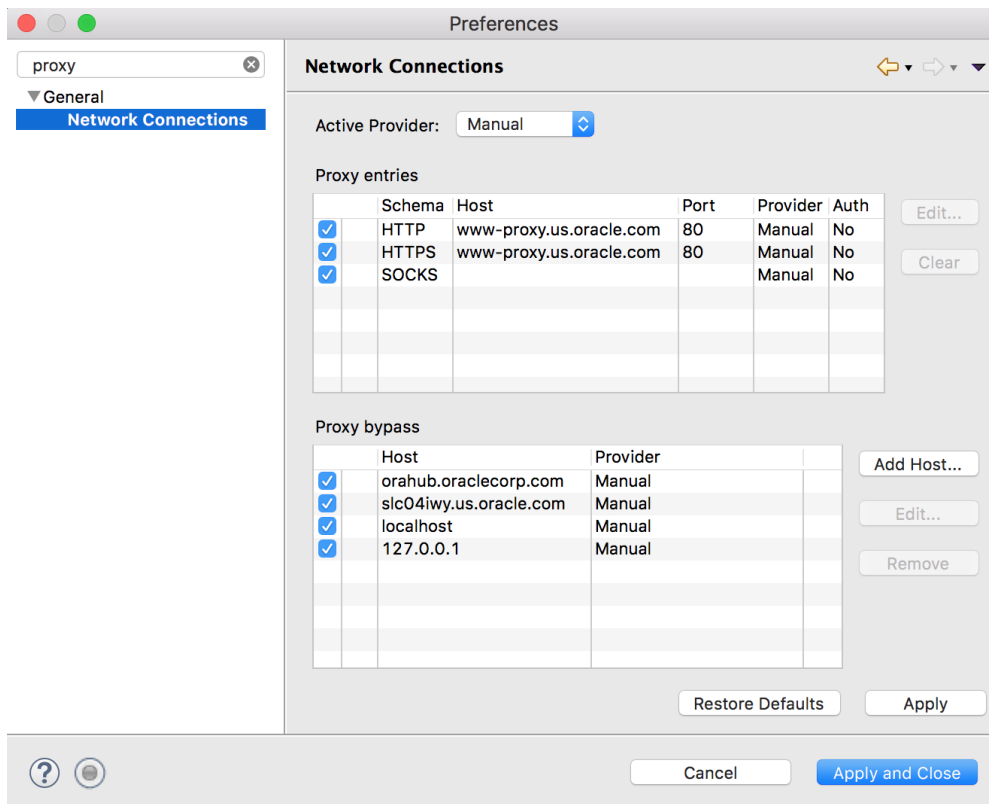 Preferences
proxy
General
Network Connections
Network Connections
Active Provider: Manual
Proxy entries
Schema Host Port Provider Auth
HTTP www-proxy.us.oracle.com 80 Manual No
HTTPS www-proxy.us.oracle.com 80 Manual No
SOCKS Manual No
Edit...
Clear
Proxy bypass
Host Provider
orahub.oraclecorp.com Manual
slc04iwy.us.oracle.com Manual
localhost Manual
127.0.0.1 Manual
Add Host...
Edit...
Remove
Restore Defaults Apply
? Cancel Apply and Close